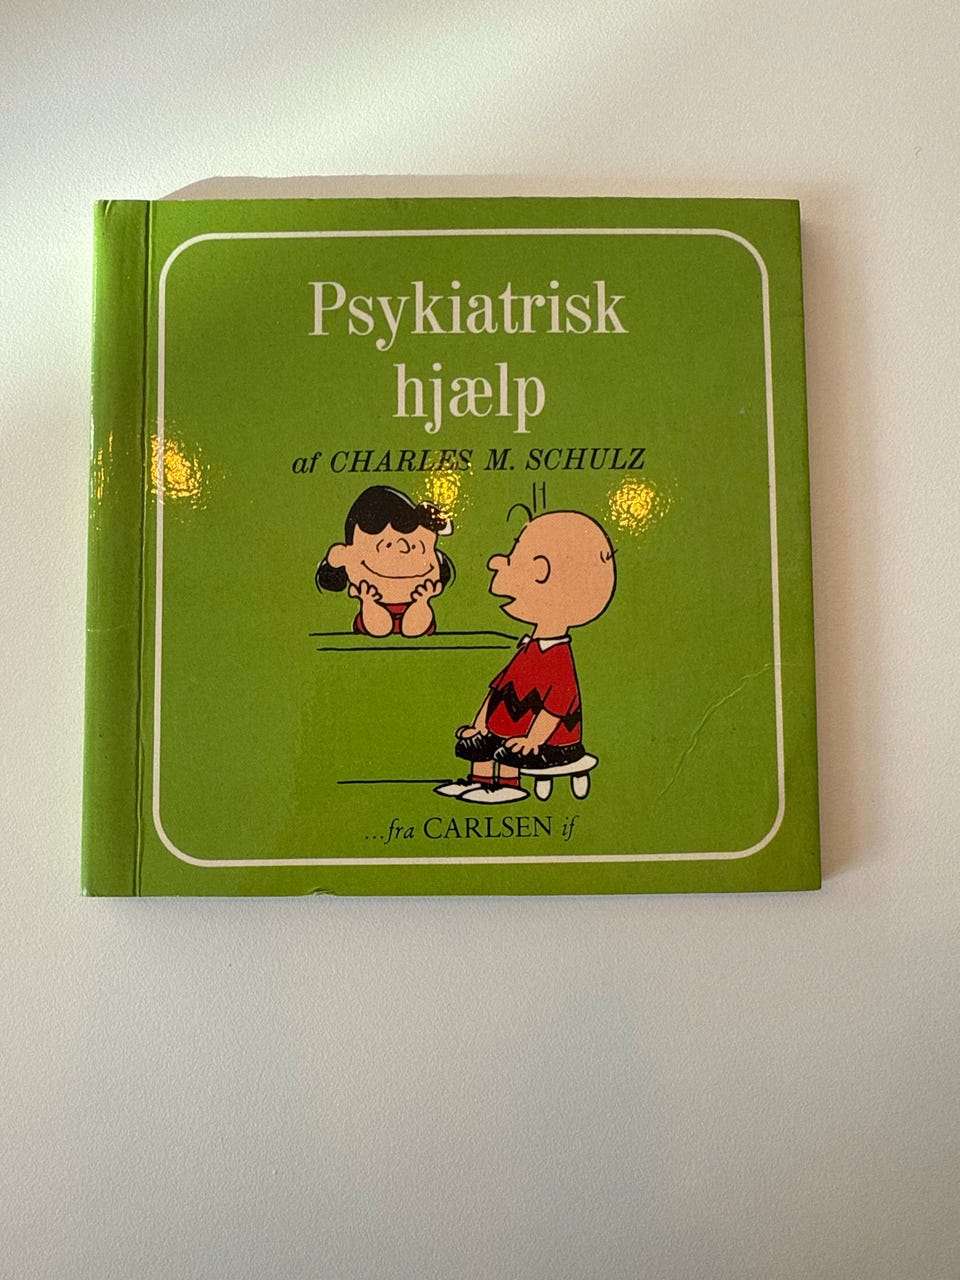 Psykiatrisk
hjælp
af CHARLES M. SCHULZ
...fra CARLSEN if